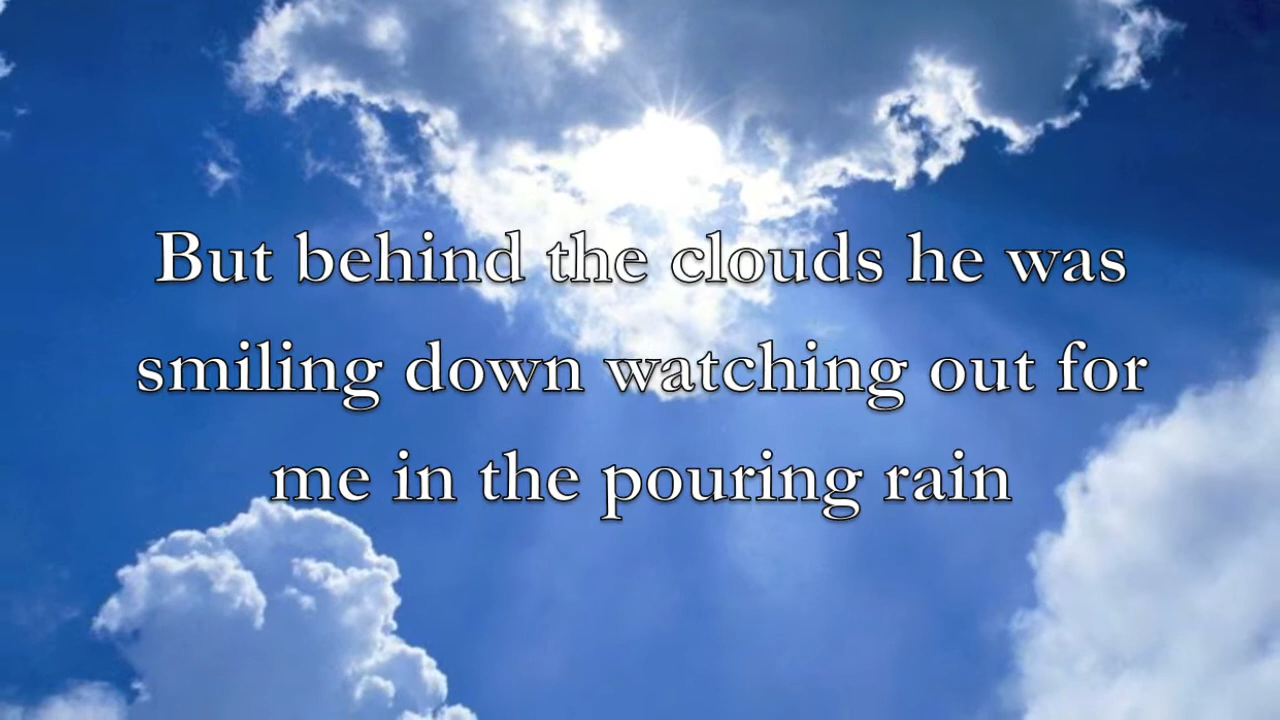 But behind the clouds he was
smiling down watching out for
me in the pouring rain